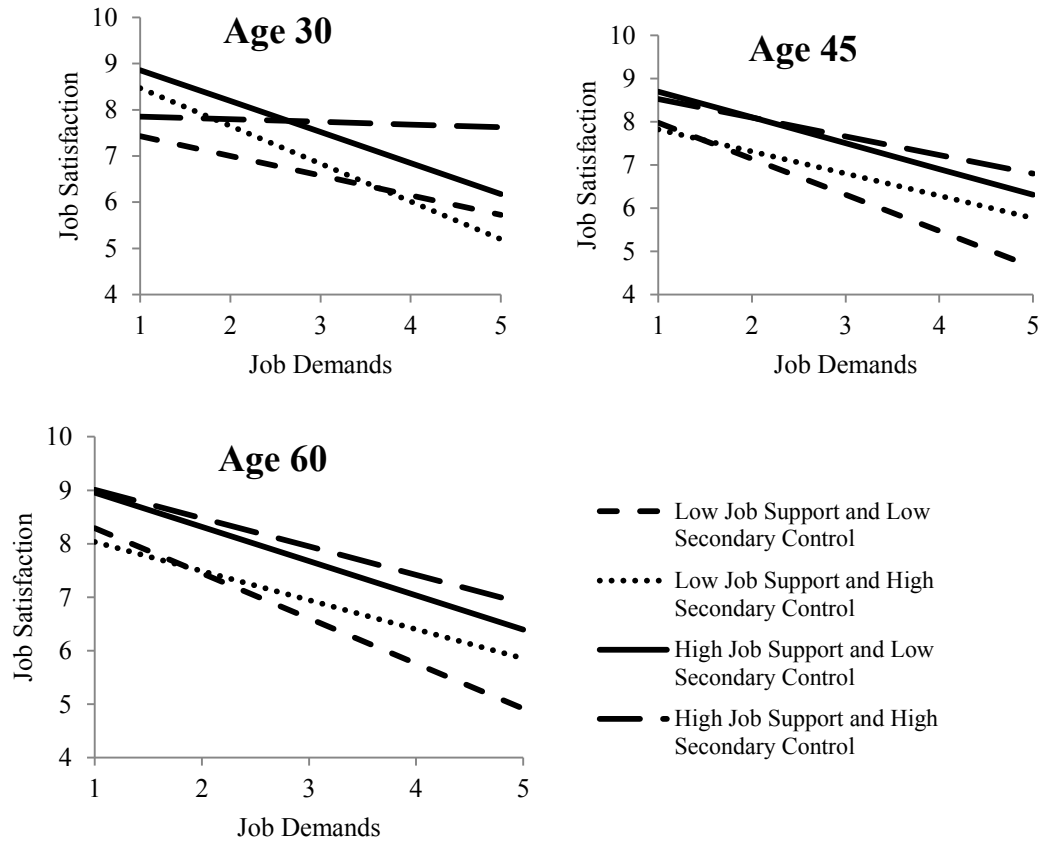 Age 30
10
9
8
7
6
5
4
Job Satisfaction
1 2 3 4 5
Job Demands
Age 45
10
9
8
7
6
5
4
Job Satisfaction
1 2 3 4 5
Job Demands
Age 60
10
9
8
7
6
5
4
Job Satisfaction
1 2 3 4 5
Job Demands
Low Job Support and Low
Secondary Control
Low Job Support and High
Secondary Control
High Job Support and Low
Secondary Control
High Job Support and High
Secondary Control